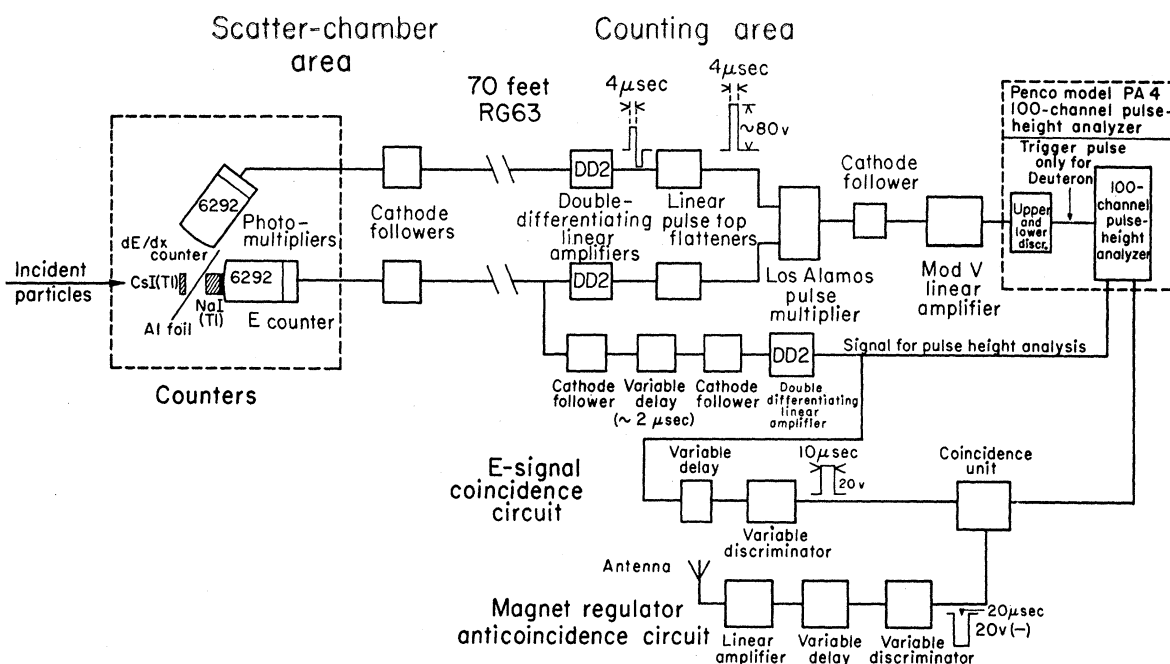 Scatter-chamber
area
Counting area
70 feet
RG63
4μsec
4μsec
~80v
Penco model PA 4
100-channel pulse-
height analyzer
Trigger pulse
only for
Deuteron
6292
Photo-
multipliers
dE/dx
counter
Incident
particles
CsI(Tl)
Al foil
NaI
(Tl)
6292
E counter
Counters
Cathode
followers
DD2
Double-
differentiating
linear
amplifiers
DD2
Linear
pulse top
flatteners
Los Alamos
pulse
multiplier
Cathode
follower
Mod V
linear
amplifier
Upper
and
lower
discr.
100-
channel
pulse-
height
analyzer
Signal for pulse height analysis
Cathode
follower
Variable
delay
(~ 2 μsec)
Cathode
follower
DD2
Double
differentiating
linear
amplifier
E-signal
coincidence
circuit
Variable
delay
Variable
discriminator
10μsec
20v
Coincidence
unit
Antenna
Magnet regulator
anticoincidence circuit
Linear
amplifier
Variable
delay
Variable
discriminator
20μsec
20v(-)